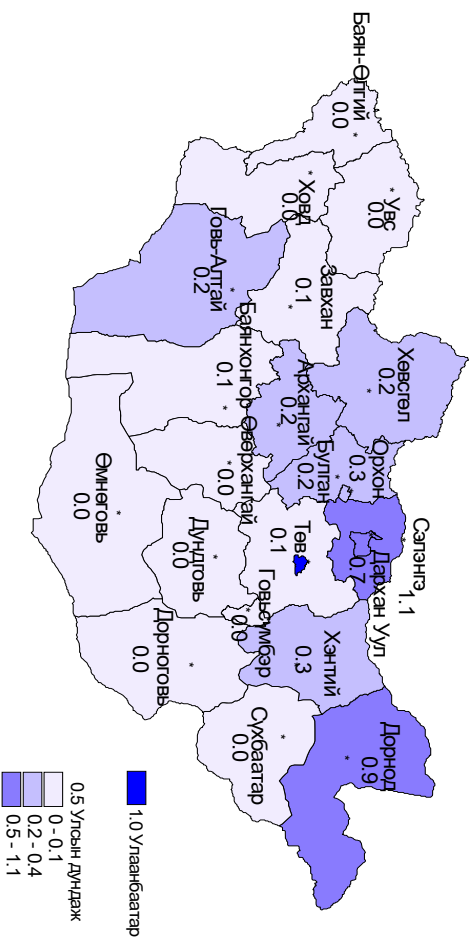 Баян-Өлгий
0.0
Увс
0.0
Ховд
0.0
Завхан
0.1
Говь-Алтай
0.2
Хөвсгөл
0.2
Архангай
0.2
Баянхонгор
0.1
Өвөрхангай
0.0
Орхон
0.3
Булган
0.2
Сэлэнгэ
1.1
Дархан Уул
0.7
Төв
0.1
Өмнөговь
0.0
Дундговь
0.0
Говьсүмбэр
0.0
Дорноговь
0.0
Хэнтий
0.3
Сүхбаатар
0.0
Дорнод
0.9
1.0 Улаанбаатар
0.5 Улсын дундаж
0 - 0.1
0.2 - 0.4
0.5 - 1.1